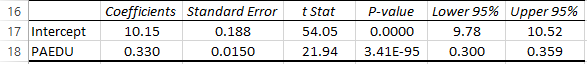 16 Coefficients Standard Error t Stat P-value Lower 95% Upper 95%
17 Intercept 10.15 0.188 54.05 0.0000 9.78 10.52
18 PAEDU 0.330 0.0150 21.94 3.41E-95 0.300 0.359